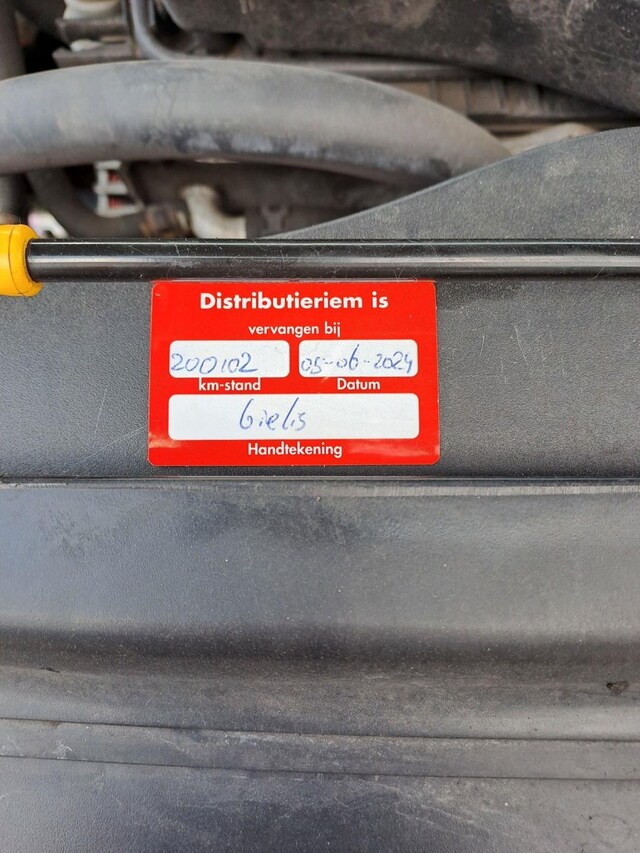 Distributieriem is
vervangen bij
200102 05-06-2024
km-stand Datum
Gielis
Handtekening